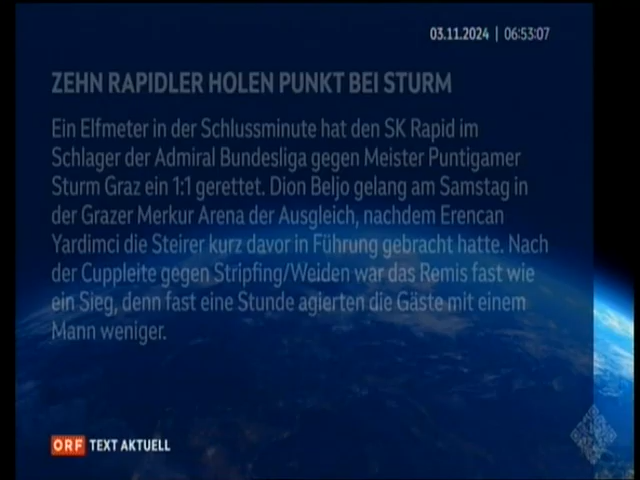 03.11.2024 | 06:53:07
ZEHN RAPIDLER HOLEN PUNKT BEI STURM
Ein Elfmeter in der Schlussminute hat den SK Rapid im
Schlager der Admiral Bundesliga gegen Meister Puntigamer
Sturm Graz ein 1:1 gerettet. Dion Beljo gelang am Samstag in
der Grazer Merkur Arena der Ausgleich, nachdem Erencan
Yardimci die Steirer kurz davor in Führung gebracht hatte. Nach
der Cuppleite gegen Stripfing/Weiden war das Remis fast wie
ein Sieg, denn fast eine Stunde agierten die Gäste mit einem
Mann weniger.
ORF TEXT AKTUELL